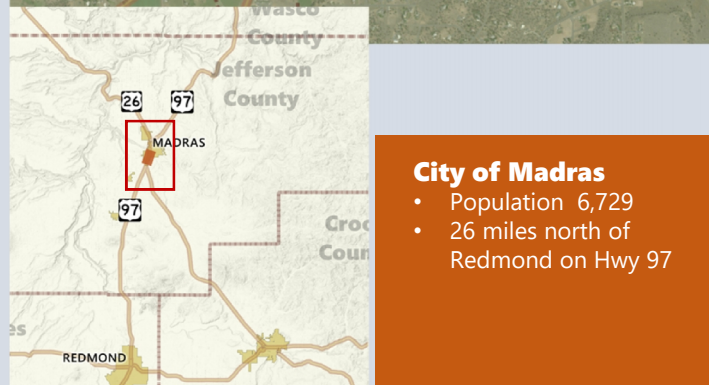 Wasco
County
Jefferson
County
26
97
MADRAS
97
REDMOND
City of Madras
• Population 6,729
• 26 miles north of
Redmond on Hwy 97